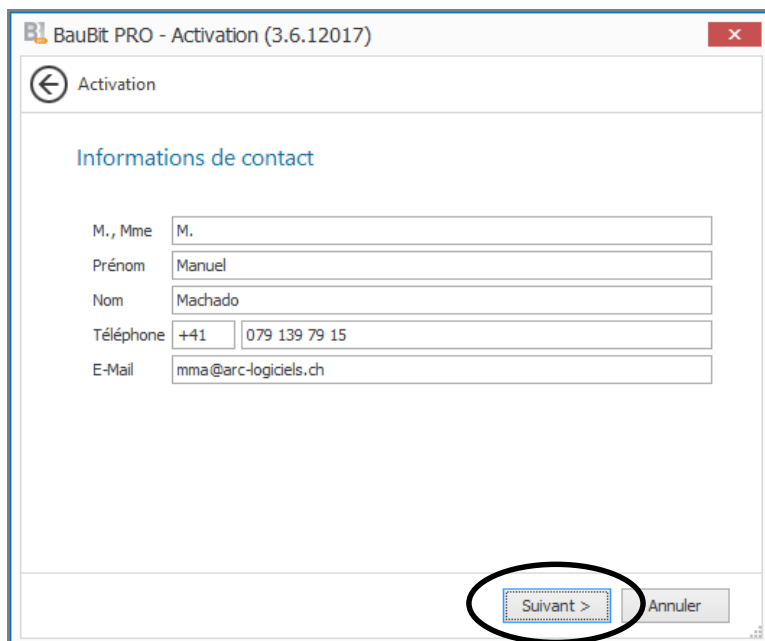 BauBit PRO - Activation (3.6.12017)
Activation
Informations de contact
M., Mme M.
Prénom Manuel
Nom Machado
Téléphone +41 079 139 79 15
E-Mail mma@arc-logiciels.ch
Suivant > Annuler